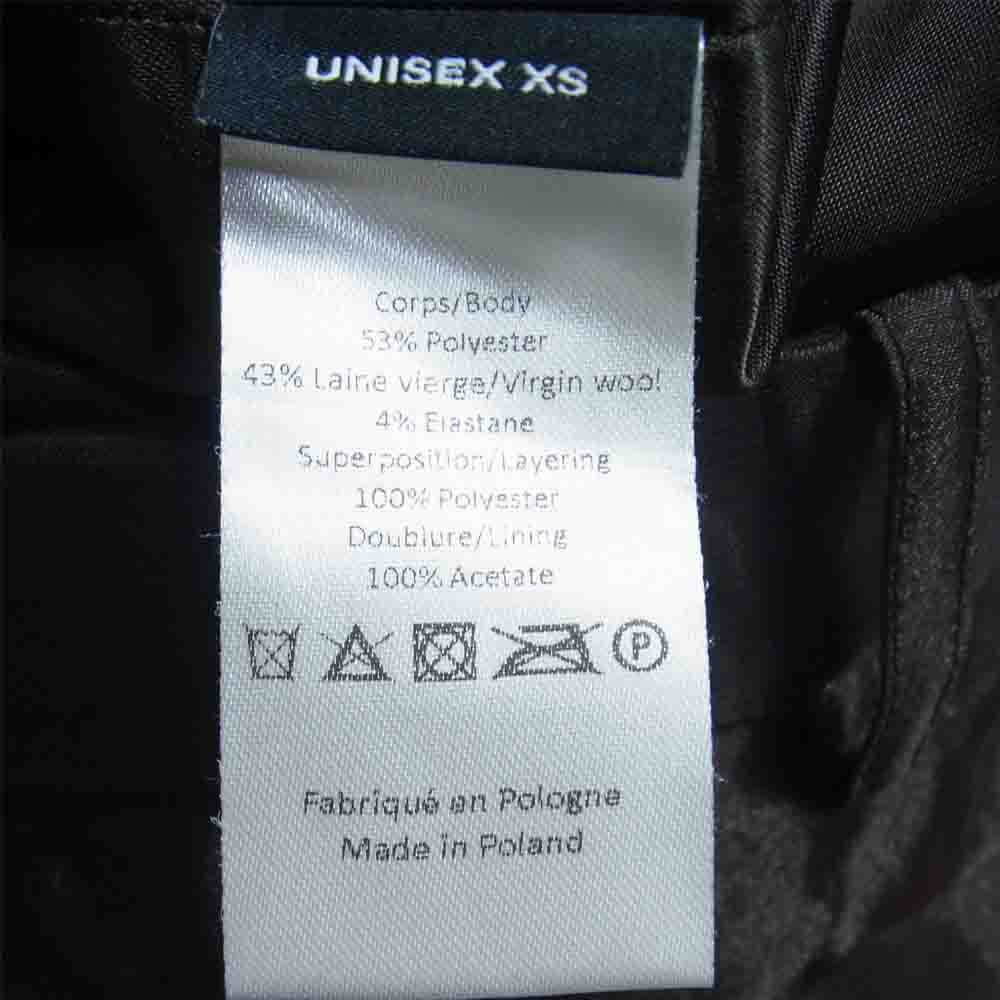 UNISEX XS
Corps/Body
53% Polyester
43% Laine vierge/Virgin wool
4% Elastane
Superposition/Layering
100% Polyester
Doublure/Lining
100% Acetate
P
Fabriqué en Pologne
Made in Poland